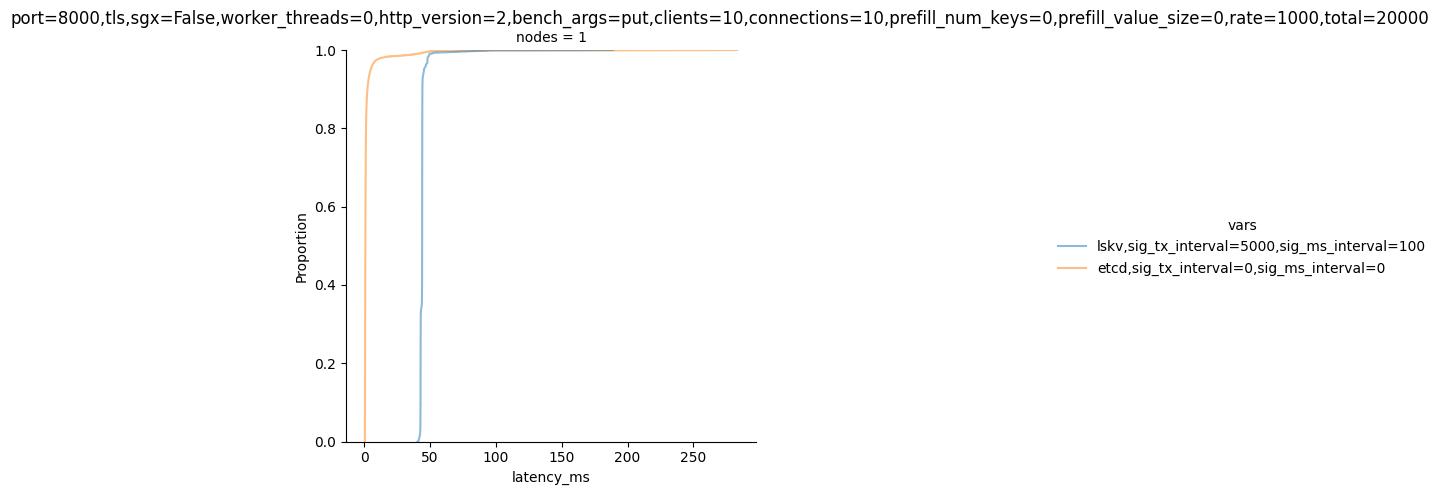 port=8000,tls,sgx=False,worker_threads=0,http_version=2,bench_args=put,clients=10,connections=10,prefill_num_keys=0,prefill_value_size=0,rate=1000,total=20000
nodes = 1
1.0
0.8
0.6
0.4
0.2
0.0
Proportion
0 50 100 150 200 250
latency_ms
vars
lskv,sig_tx_interval=5000,sig_ms_interval=100
etcd,sig_tx_interval=0,sig_ms_interval=0